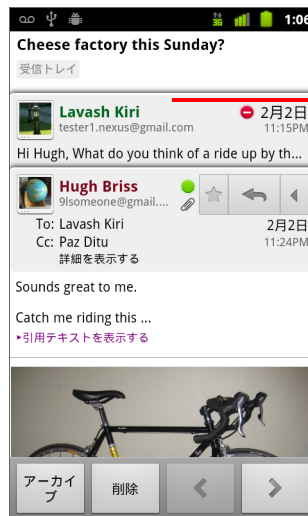 3G
1:06
Cheese factory this Sunday?
受信トレイ
Lavash Kiri
2月2日
tester1.nexus@gmail.com
11:15PM
Hi Hugh, What do you think of a ride up by th...
Hugh Briss
9lsomeone@gmail....
To: Lavash Kiri
2月2日
Cc: Paz Ditu
11:24PM
詳細を表示する
Sounds great to me.
Catch me riding this ...
▸引用テキストを表示する
アーカイ
ブ
削除